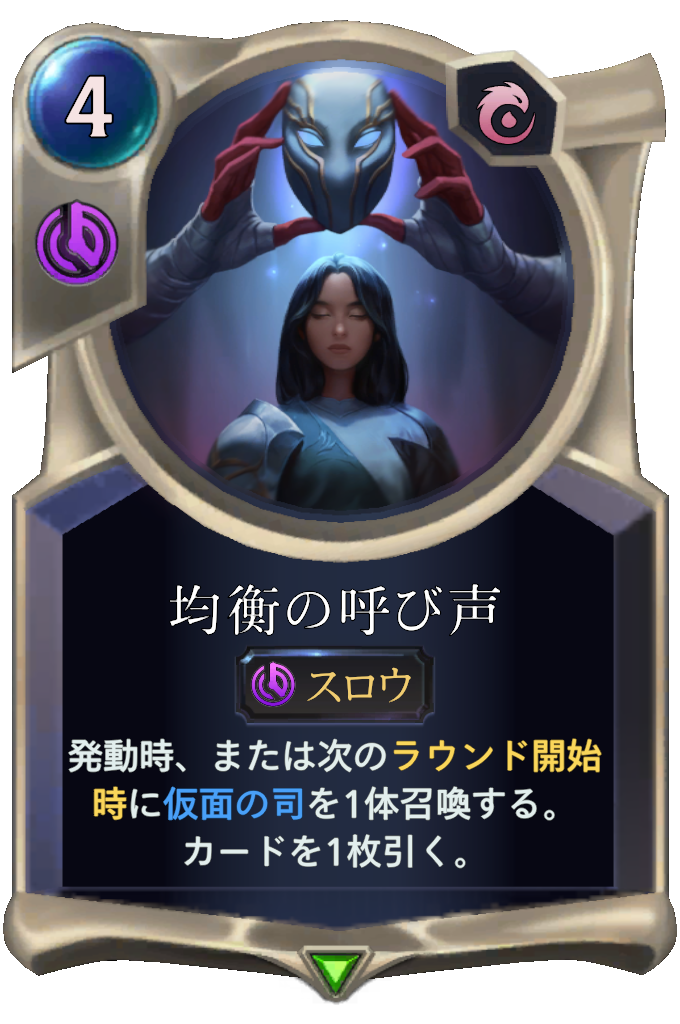 4
均衡の呼び声
スロウ
発動時、または次のラウンド開始
時に仮面の司を1体召喚する。
カードを1枚引く。